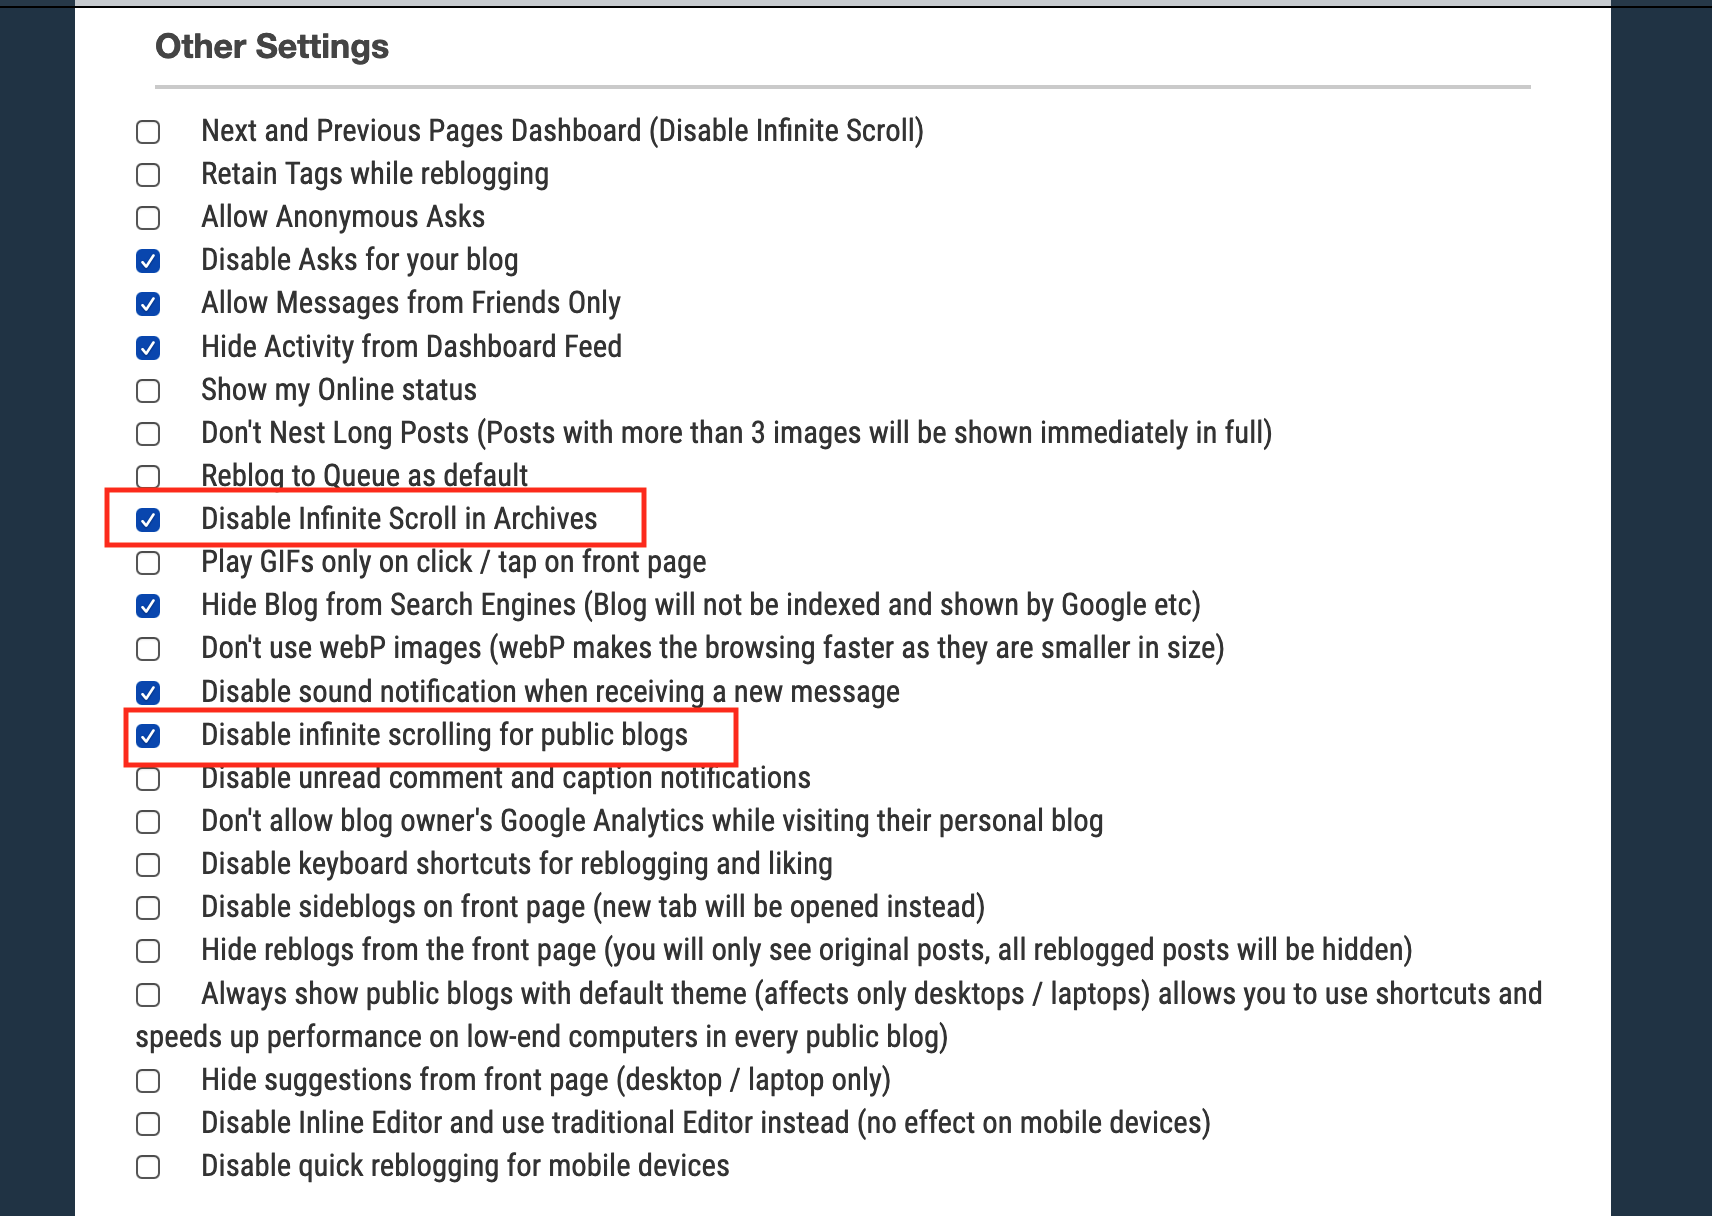 Other Settings
Next and Previous Pages Dashboard (Disable Infinite Scroll)
Retain Tags while reblogging
Allow Anonymous Asks
Disable Asks for your blog
Allow Messages from Friends Only
Hide Activity from Dashboard Feed
Show my Online status
Don't Nest Long Posts (Posts with more than 3 images will be shown immediately in full)
Reblog to Queue as default
Disable Infinite Scroll in Archives
Play GIFs only on click / tap on front page
Hide Blog from Search Engines (Blog will not be indexed and shown by Google etc)
Don't use webP images (webP makes the browsing faster as they are smaller in size)
Disable sound notification when receiving a new message
Disable infinite scrolling for public blogs
Disable unread comment and caption notifications
Don't allow blog owner's Google Analytics while visiting their personal blog
Disable keyboard shortcuts for reblogging and liking
Disable sideblogs on front page (new tab will be opened instead)
Hide reblogs from the front page (you will only see original posts, all reblogged posts will be hidden)
Always show public blogs with default theme (affects only desktops / laptops) allows you to use shortcuts and
speeds up performance on low-end computers in every public blog)
Hide suggestions from front page (desktop / laptop only)
Disable Inline Editor and use traditional Editor instead (no effect on mobile devices)
Disable quick reblogging for mobile devices